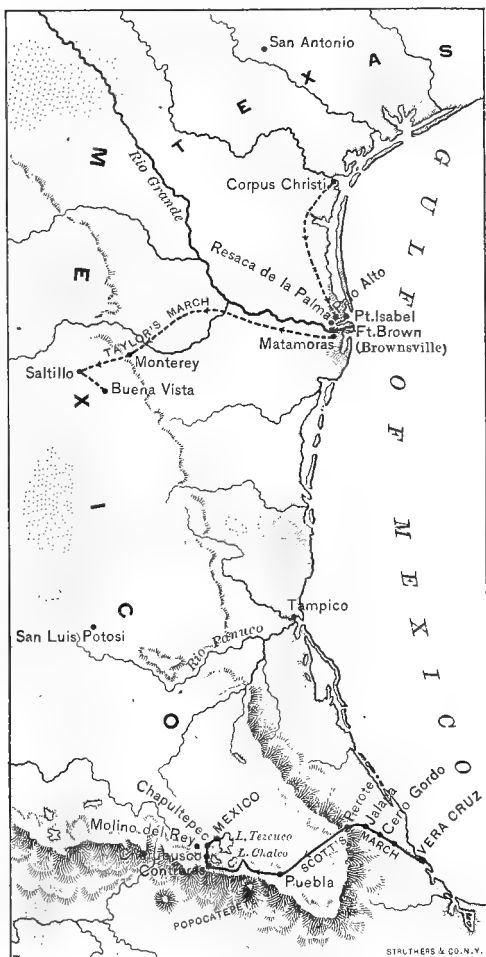 San Antonio
TEXAS
Corpus Christi
Rio Grande
GULF OF MEXICO
Resaca de la Palma
Palo Alto
Pt. Isabel
Ft. Brown
(Brownsville)
Matamoras
TAYLOR'S MARCH
Monterey
Saltillo
Buena Vista
MEXICO
Tampico
San Luis Potosi
Rio Panuco
VERA CRUZ
Cerro Gordo
Jalapa
Perote
SCOTT'S MARCH
Puebla
MEXICO
Chapultepec
Molino del Rey
L. Tezcuco
L. Chalco
Churubusco
Contreras
POPOCATEPETL
STRUTHERS & CO. N.Y.